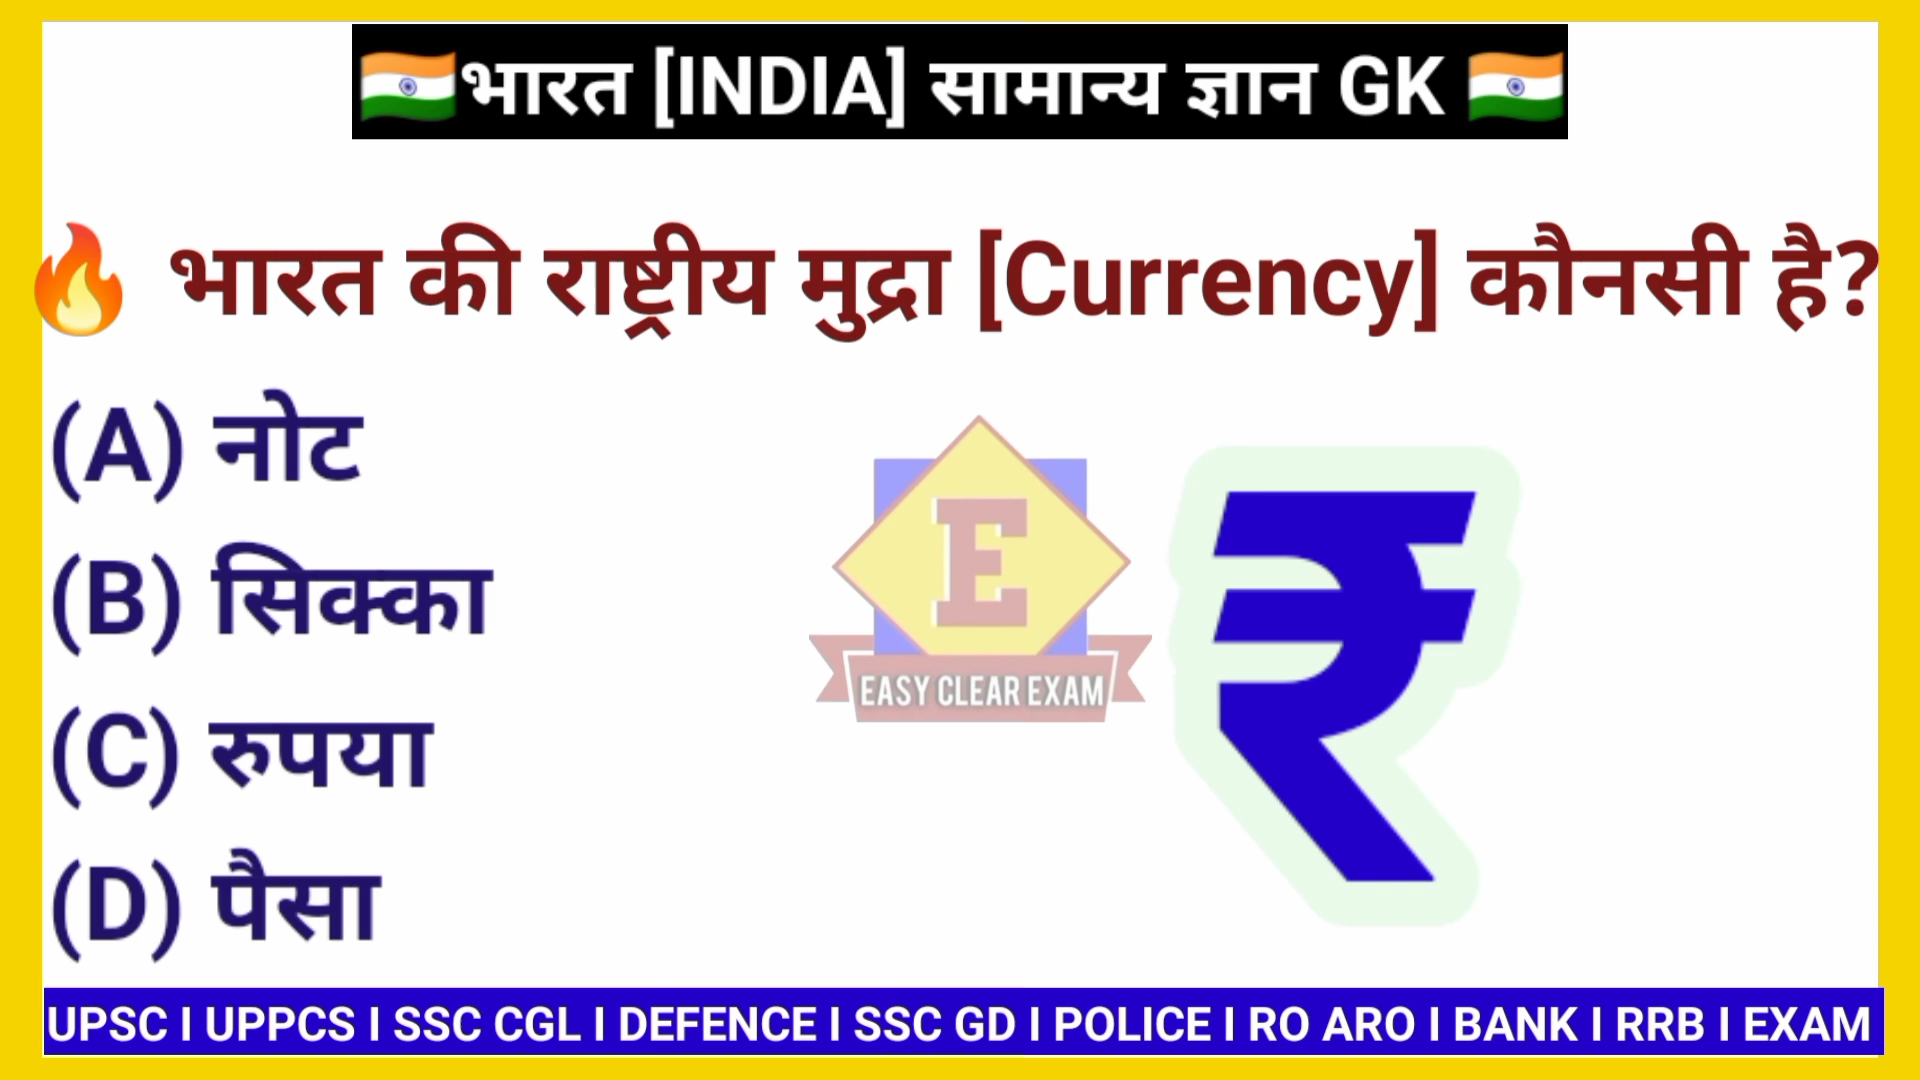 🇮🇳भारत [INDIA] सामान्य ज्ञान GK 🇮🇳
🔥 भारत की राष्ट्रीय मुद्रा [Currency] कौनसी है?
(A) नोट
(B) सिक्का
(C) रुपया
(D) पैसा
E
EASY CLEAR EXAM
₹
UPSC I UPPCS I SSC CGL I DEFENCE I SSC GD I POLICE I RO ARO I BANK I RRB I EXAM